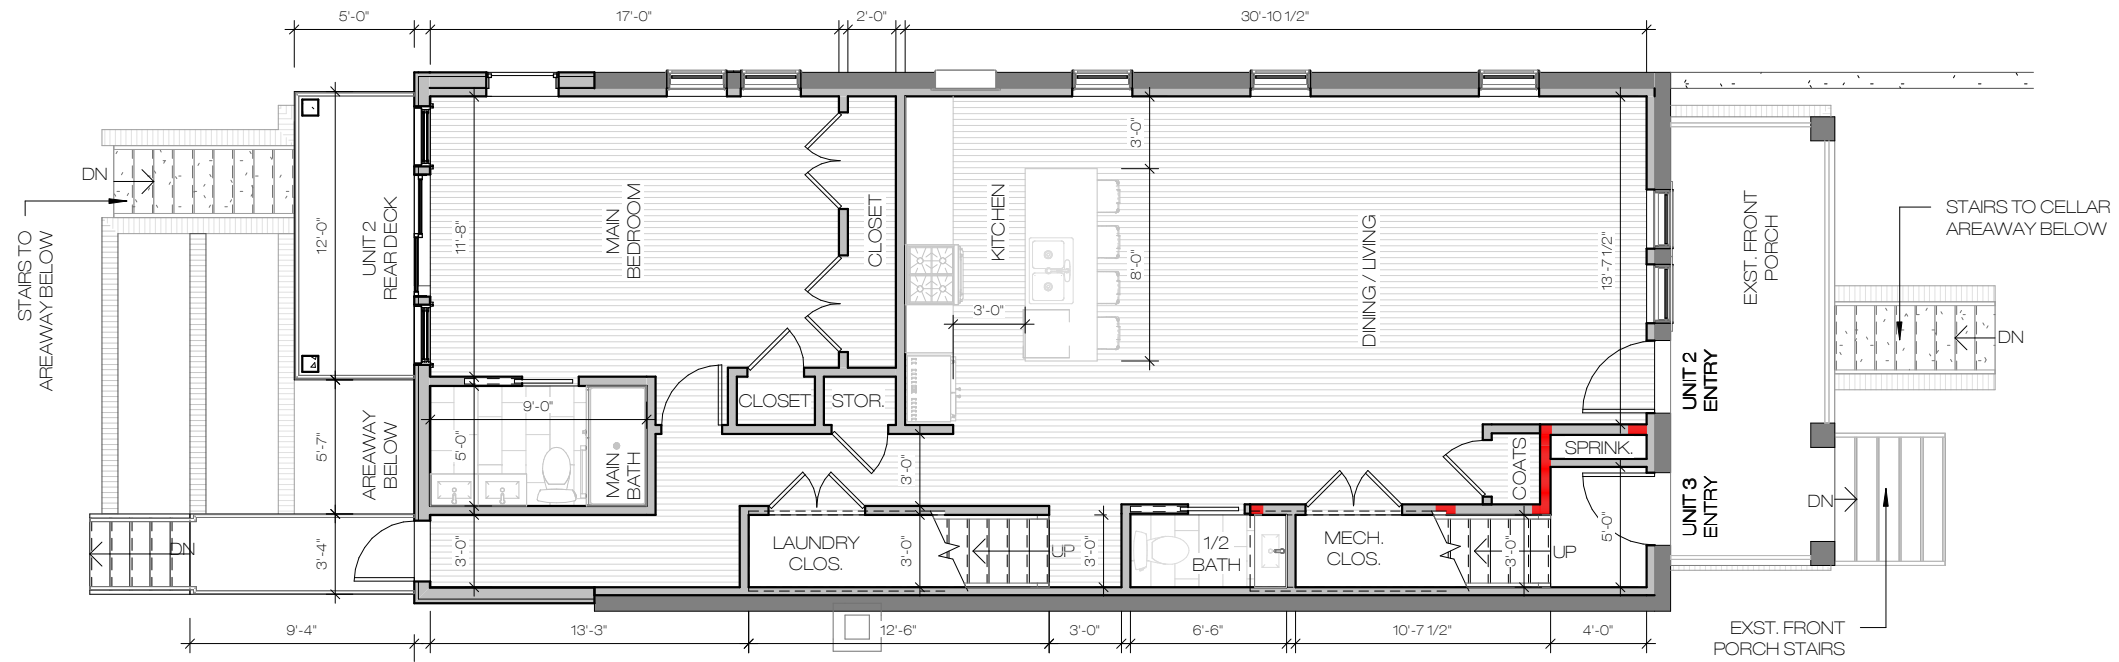 5'-0"
17'-0"
2'-0"
30'-10 1/2"
DN
STAIRS TO
AREAWAY BELOW
12'-0"
UNIT 2
REAR DECK
11'-8"
MAIN
BEDROOM
CLOSET
KITCHEN
3'-0"
8'-0"
3'-0"
DINING / LIVING
13'-7 1/2"
EXST. FRONT
PORCH
STAIRS TO CELLAR
AREAWAY BELOW
DN
UNIT 2
ENTRY
CLOSET
STOR.
9'-0"
5'-0"
MAIN
BATH
5'-7"
AREAWAY
BELOW
3'-0"
COATS
SPRINK.
UNIT 3
ENTRY
DN
DN
3'-4"
3'-0"
LAUNDRY
CLOS.
3'-0"
UP
3'-0"
1/2
BATH
MECH.
CLOS.
3'-0"
UP
5'-0"
9'-4"
13'-3"
12'-6"
3'-0"
6'-6"
10'-7 1/2"
4'-0"
EXST. FRONT
PORCH STAIRS